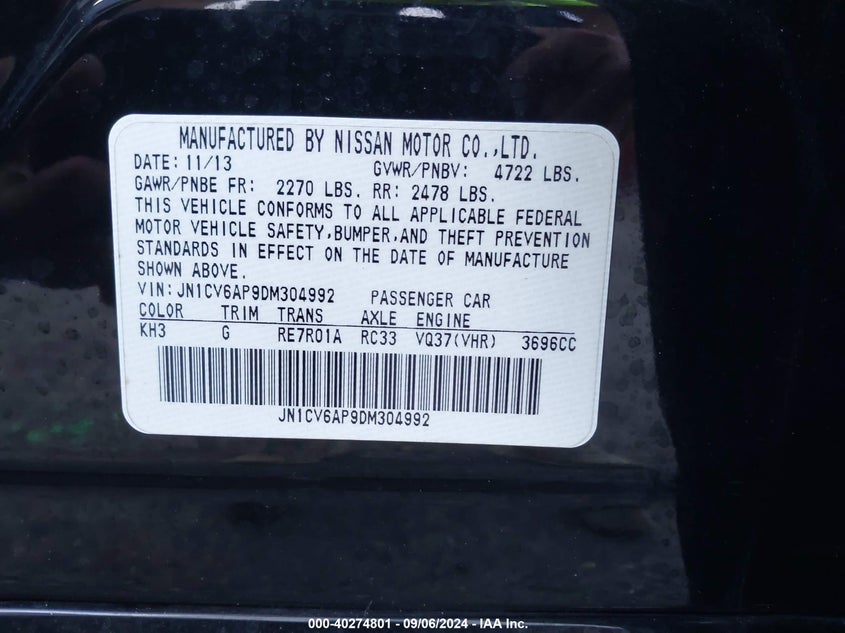 MANUFACTURED BY NISSAN MOTOR CO.,LTD.
DATE: 11/13 GVWR/PNBV: 4722 LBS.
GAWR/PNBE FR: 2270 LBS. RR: 2478 LBS.
THIS VEHICLE CONFORMS TO ALL APPLICABLE FEDERAL
MOTOR VEHICLE SAFETY,BUMPER,AND THEFT PREVENTION
STANDARDS IN EFFECT ON THE DATE OF MANUFACTURE
SHOWN ABOVE.
VIN:JN1CV6AP9DM304992 PASSENGER CAR
COLOR TRIM TRANS AXLE ENGINE
KH3 G RE7R01A RC33 VQ37(VHR) 3696CC
JN1CV6AP9DM304992
000-40274801 - 09/06/2024 - IAA Inc.